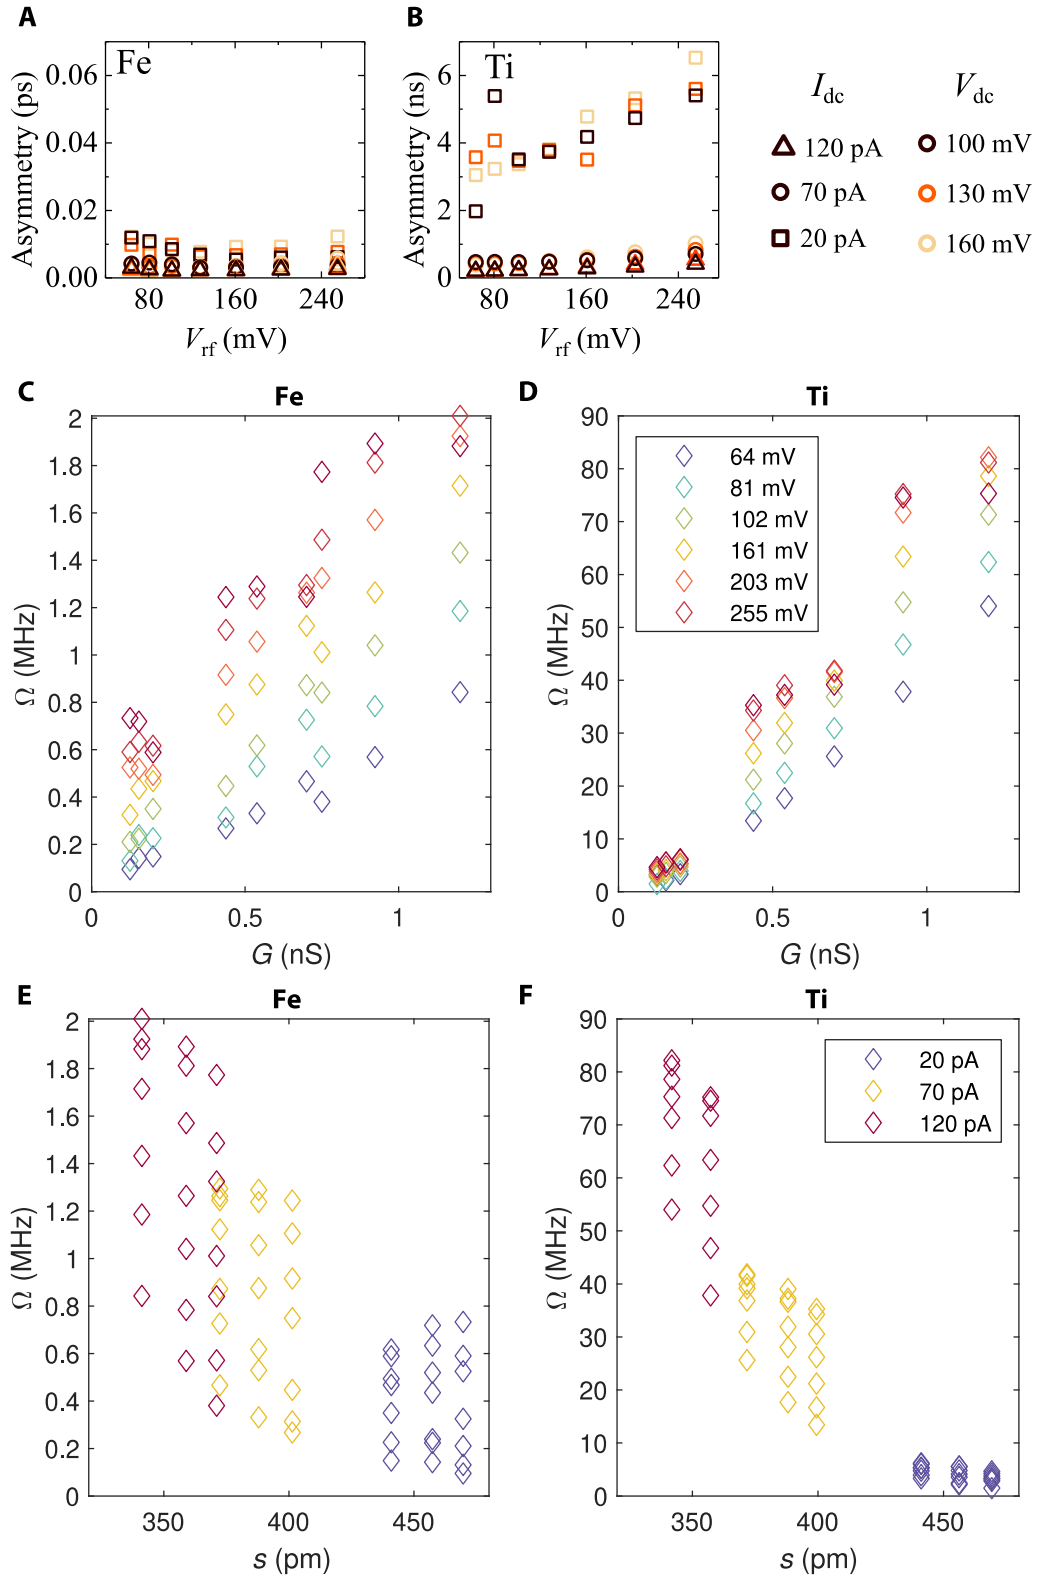 A
Fe
Asymmetry (ps)
0.06
0.04
0.02
0.00
80
160
240
V_rf (mV)
B
Ti
Asymmetry (ns)
6
4
2
0
80
160
240
V_rf (mV)
I_dc
V_dc
120 pA
100 mV
70 pA
130 mV
20 pA
160 mV
C
Fe
Ω (MHz)
2
1.8
1.6
1.4
1.2
1
0.8
0.6
0.4
0.2
0
0
0.5
1
G (nS)
D
Ti
Ω (MHz)
90
80
70
60
50
40
30
20
10
0
64 mV
81 mV
102 mV
161 mV
203 mV
255 mV
0
0.5
1
G (nS)
E
Fe
Ω (MHz)
2
1.8
1.6
1.4
1.2
1
0.8
0.6
0.4
0.2
0
350
400
450
s (pm)
F
Ti
Ω (MHz)
90
80
70
60
50
40
30
20
10
0
20 pA
70 pA
120 pA
350
400
450
s (pm)